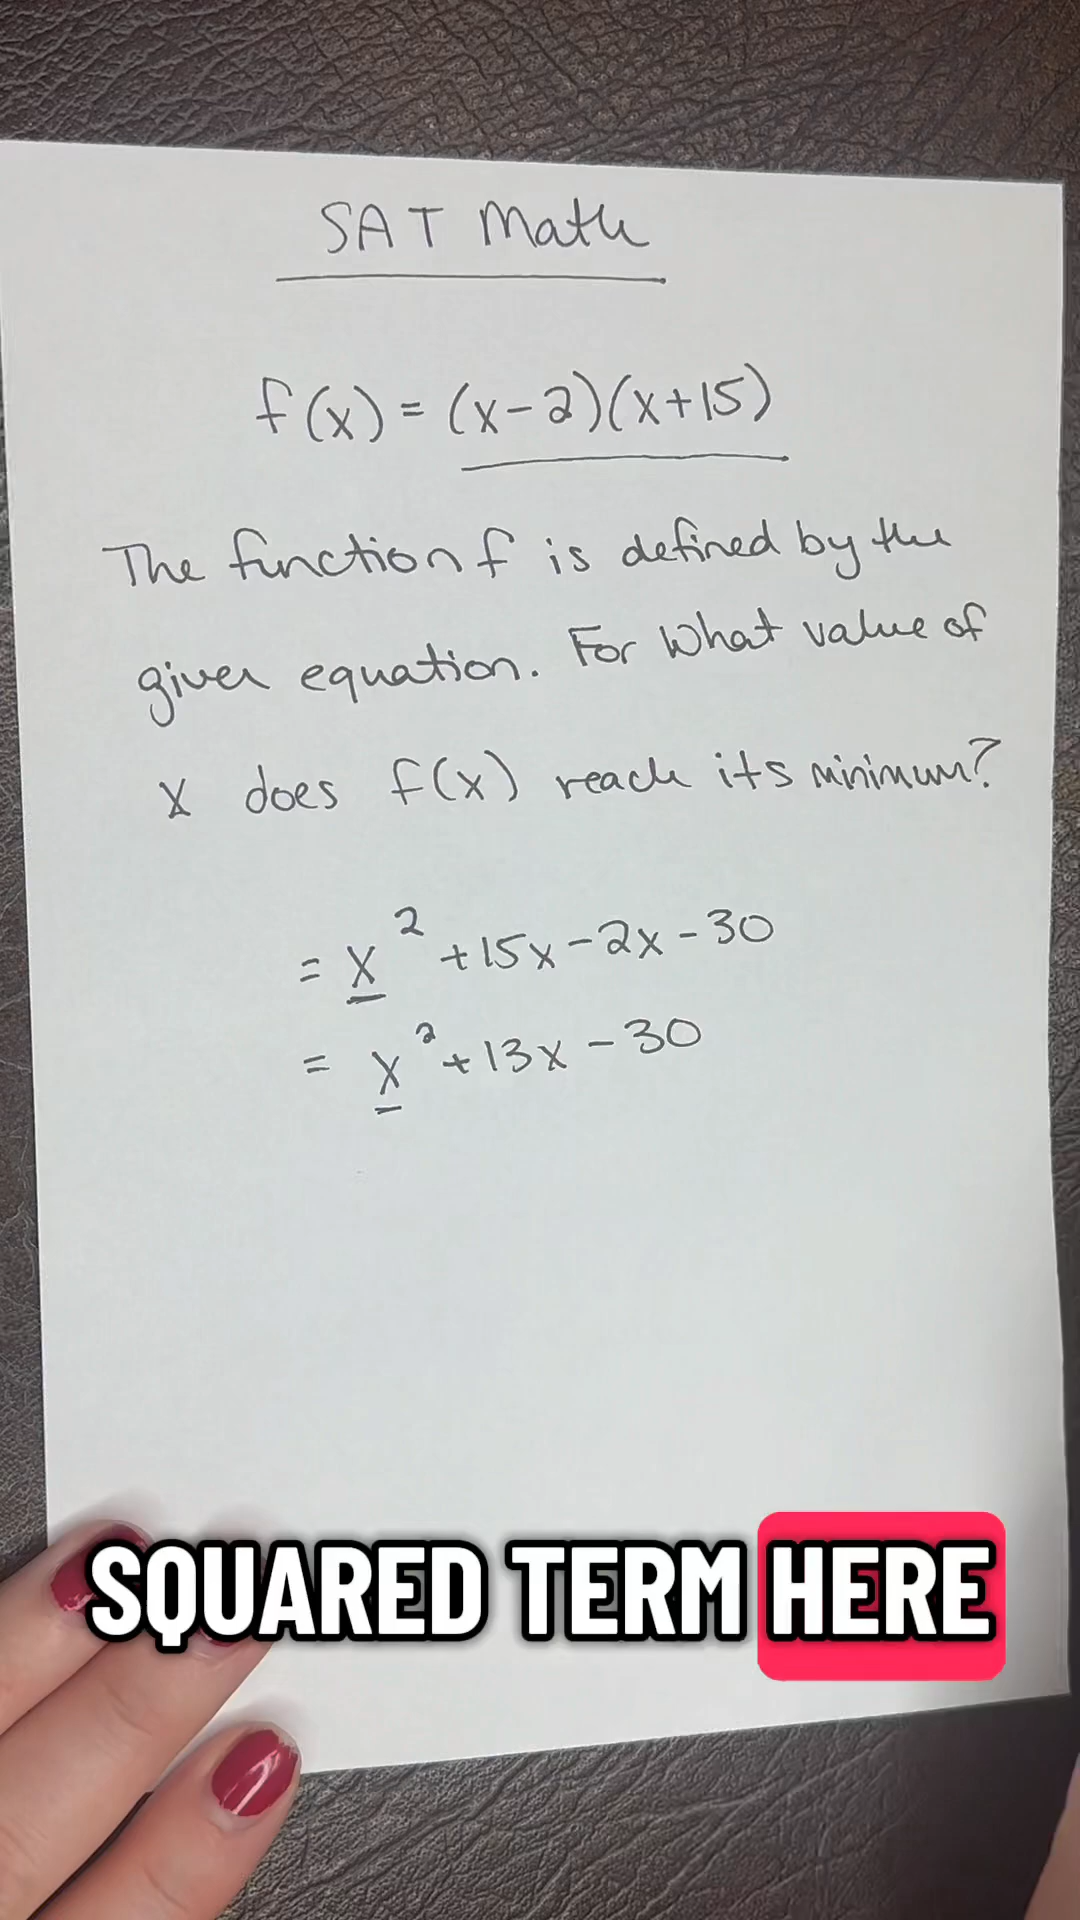 SAT Math
f(x) = (x-2)(x+15)
The function f is defined by the
given equation. For What value of
x does f(x) reach its minimum?
= x² +15x-2x-30
= x²+13x-30
SQUARED TERM HERE